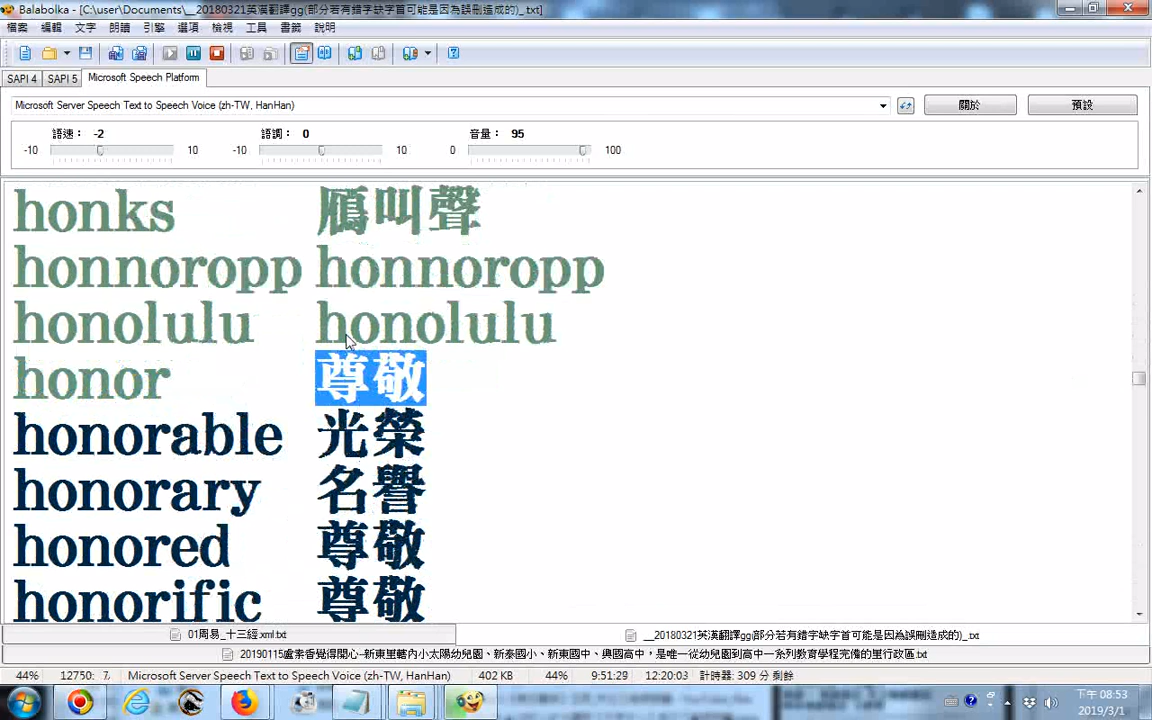 Balabolka - [C:\user\Documents\__20180321英漢翻譯gg(部分若有錯字缺字首可能是因為誤刪造成的)_.txt]
檔案 編輯 文字 朗讀 引擎 選項 檢視 工具 書籤 說明
SAPI 4 SAPI 5 Microsoft Speech Platform
Microsoft Server Speech Text to Speech Voice (zh-TW, HanHan) 關於 預設
語速： -2 語調： 0 音量： 95
-10 10 -10 10 0 100
honks 鴈叫聲
honnoropp honnoropp
honolulu honolulu
honor 尊敬
honorable 光榮
honorary 名譽
honored 尊敬
honorific 尊敬
01周易_十三經.xml.txt __20180321英漢翻譯gg(部分若有錯字缺字首可能是因為誤刪造成的)_.txt
20190115盧素香覺得開心-新東里轄內小太陽幼兒園、新泰國小、新東國中、典國高中，是唯一從幼兒園到高中一系列教育學程完備的里行政區.txt
44% 12750: 7 Microsoft Server Speech Text to Speech Voice (zh-TW, HanHan) 402 KB 44% 9:51:28 12:20:03 計時器: 309 分 剩餘
下午 08:53
2019/3/1